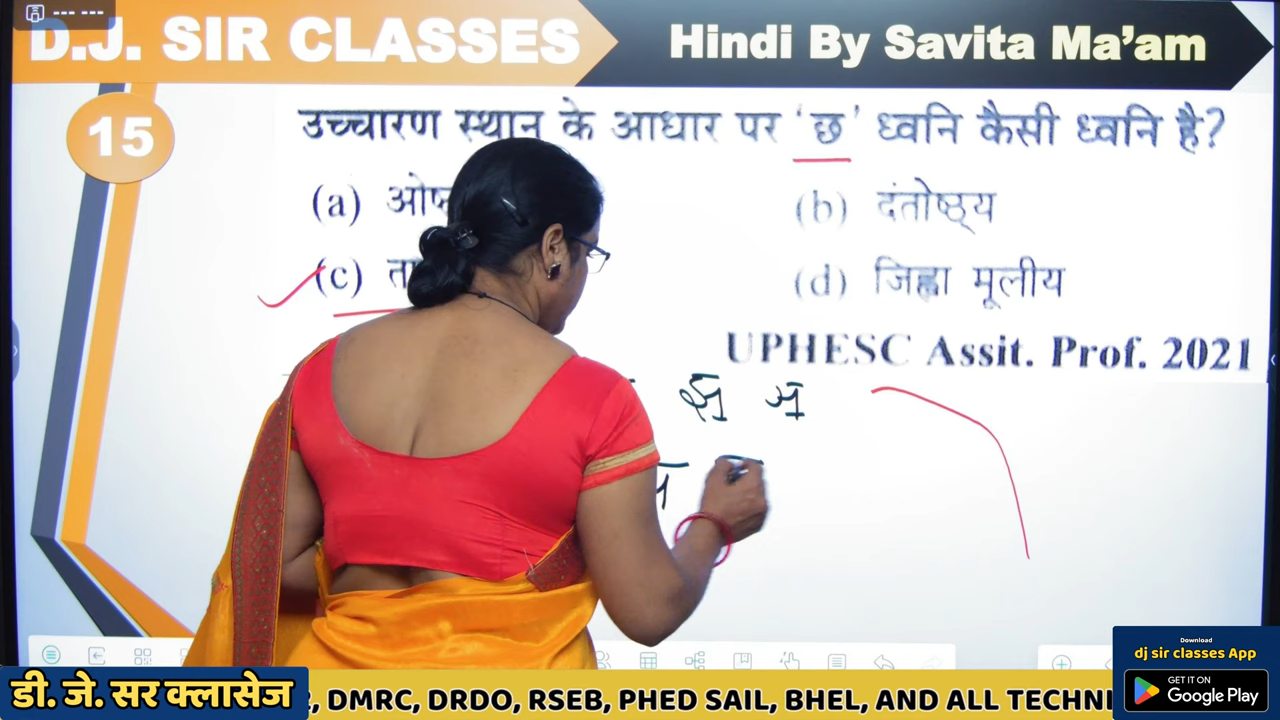 D.J. SIR CLASSES
Hindi By Savita Ma'am
15
उच्चारण स्थान के आधार पर 'छ' ध्वनि कैसी ध्वनि है?
(a)
(b) दंतोष्ठ्य
(c)
(d) जिह्वा मूलीय
UPHESC Assit. Prof. 2021
झ ञ
Download
dj sir classes App
GET IT ON
Google Play
डी. जे. सर क्लासेज
, DMRC, DRDO, RSEB, PHED SAIL, BHEL, AND ALL TECHNI